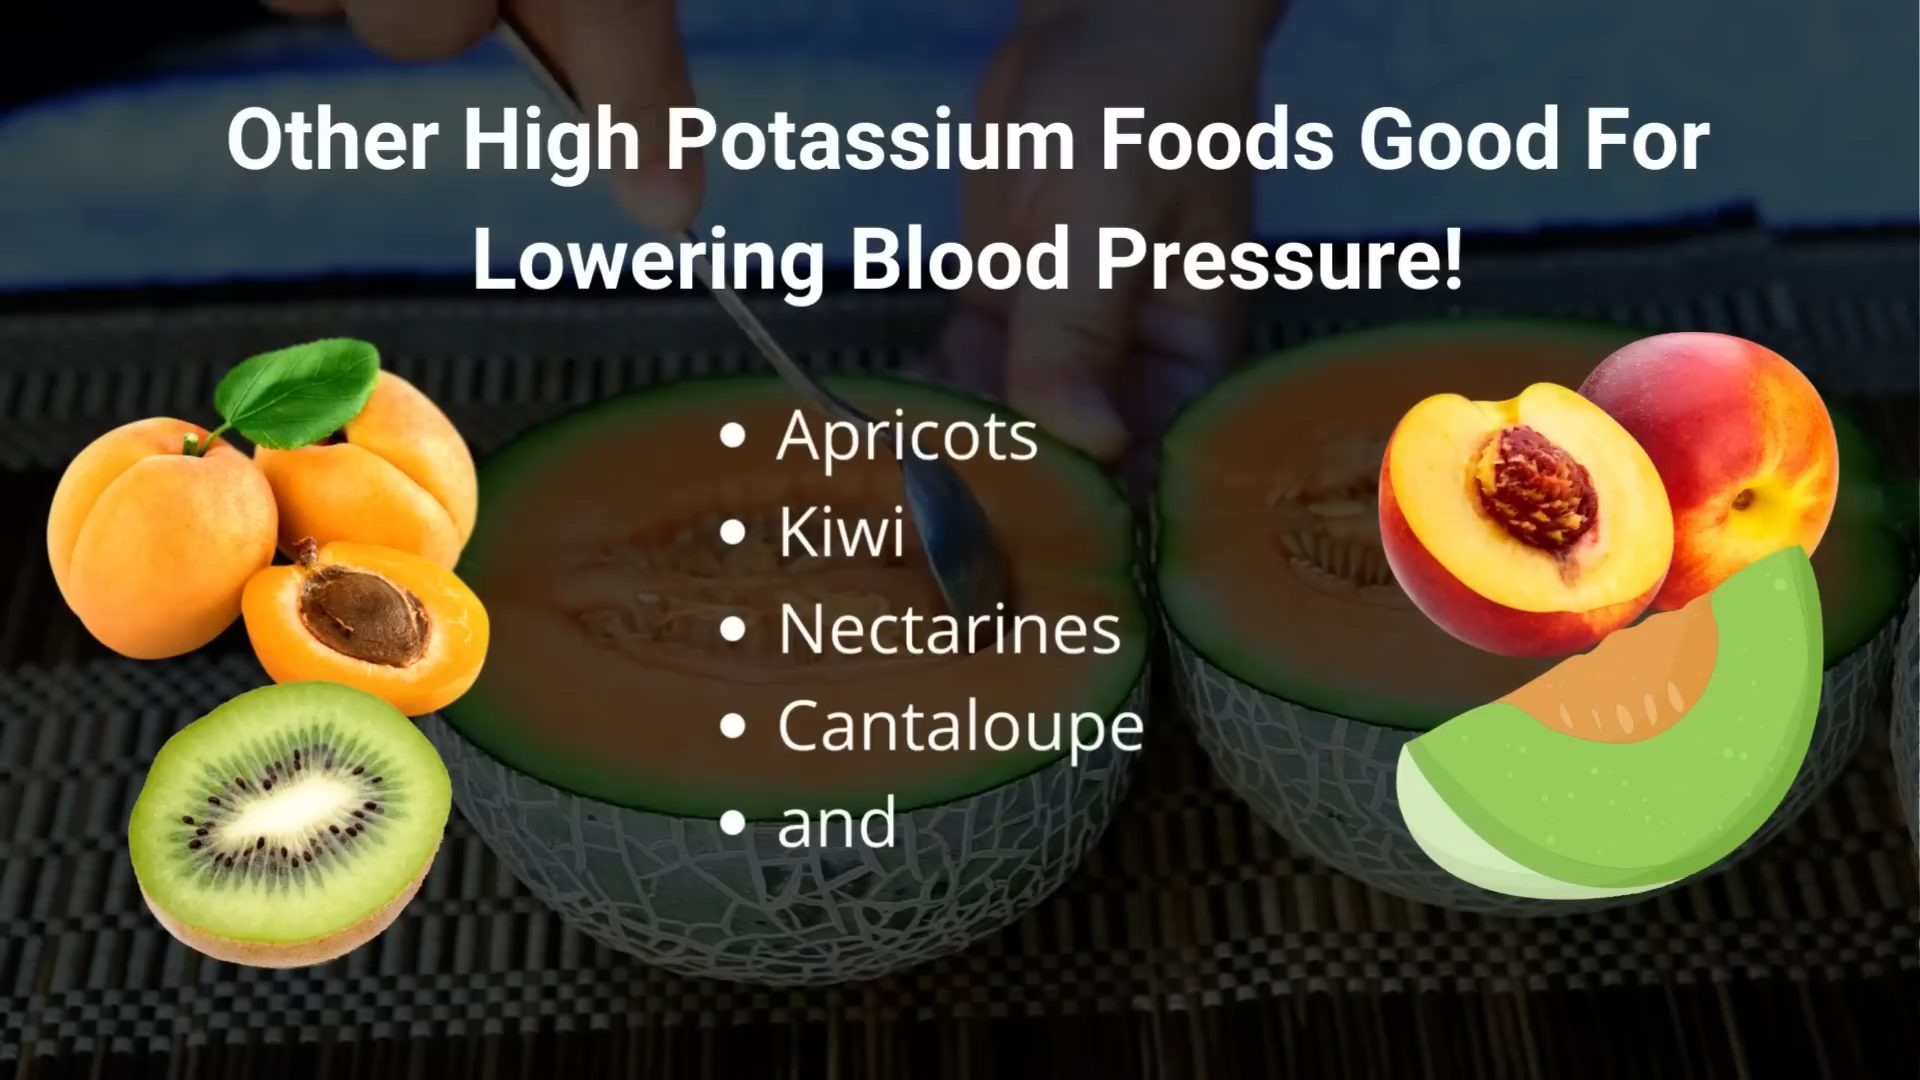 Other High Potassium Foods Good For
Lowering Blood Pressure!
• Apricots
• Kiwi
• Nectarines
• Cantaloupe
• and